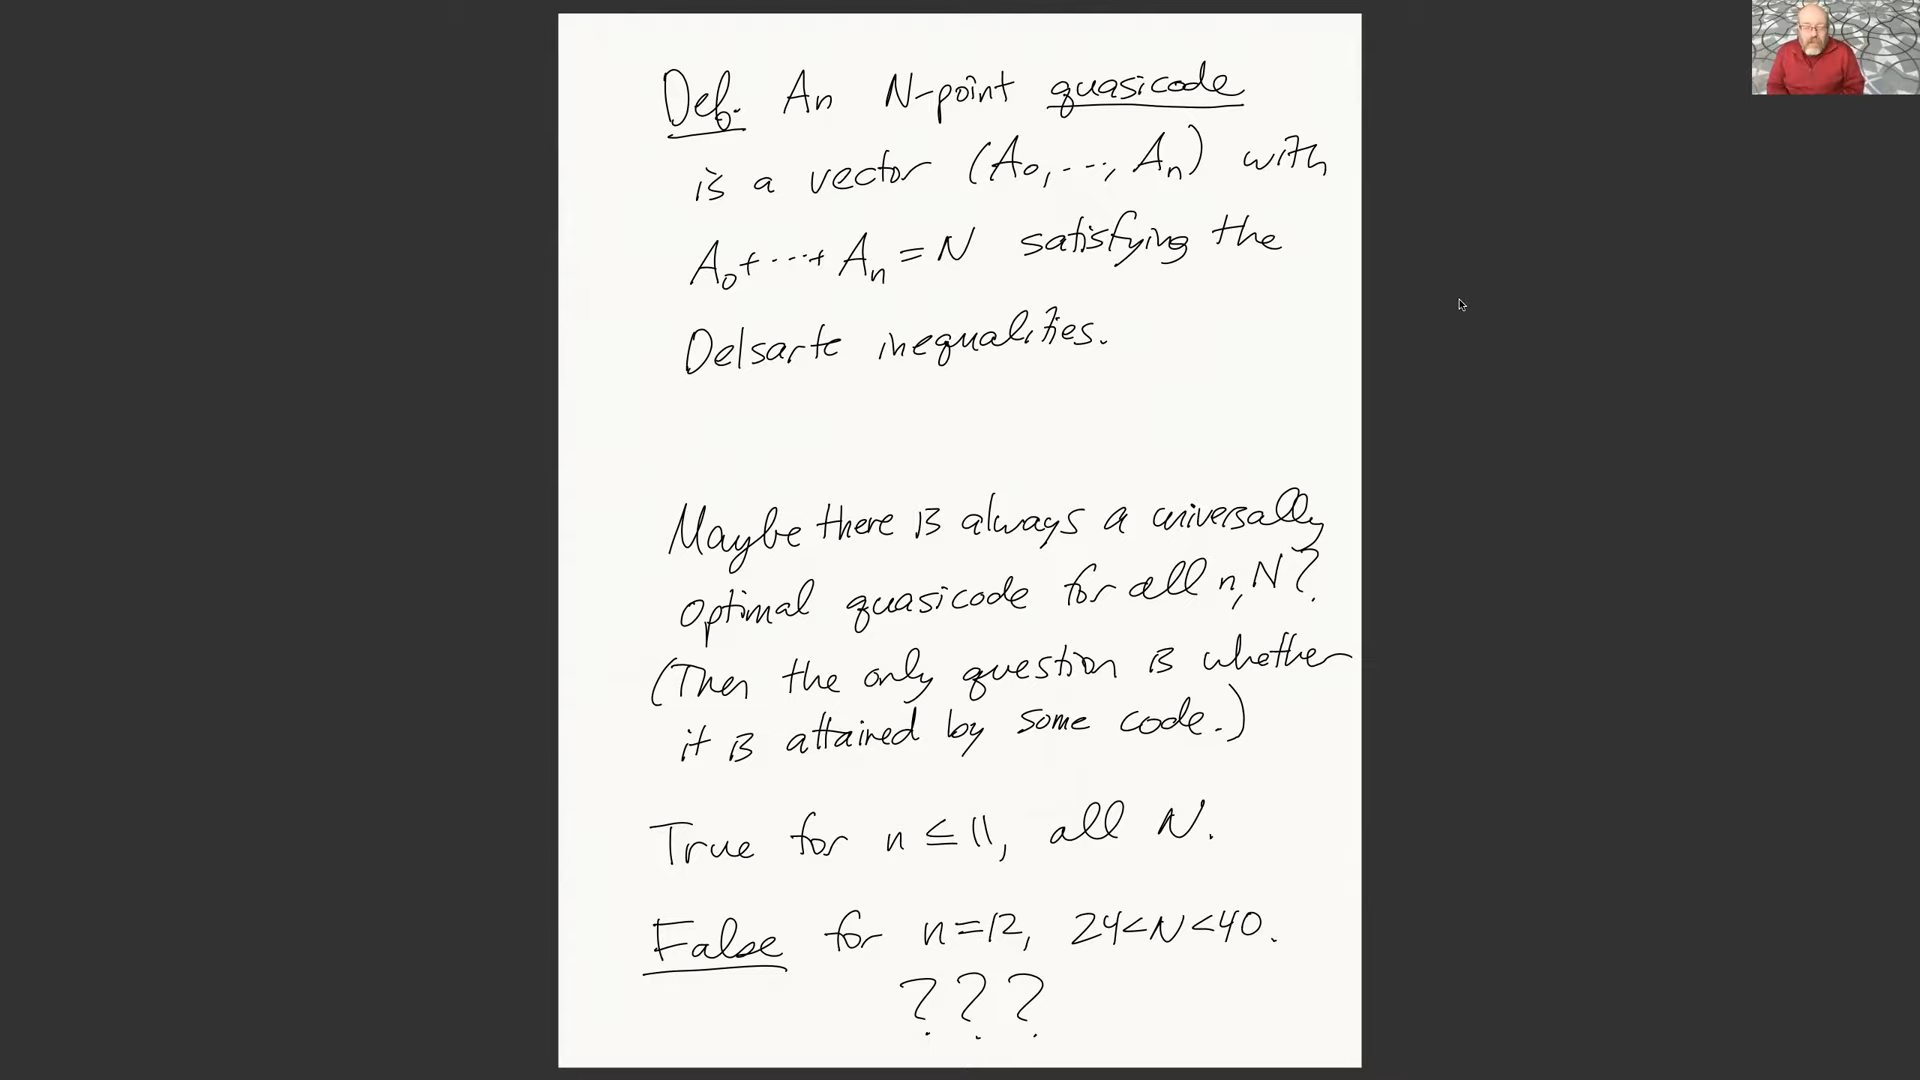 Def. An N-point quasicode
is a vector (A₀, ..., Aₙ) with
A₀ + ... + Aₙ = N satisfying the
Delsarte inequalities.
Maybe there is always a universally
optimal quasicode for all n, N?
(Then the only question is whether
it is attained by some code.)
True for n ≤ 11, all N.
False for n=12, 24<N<40.
? ? ?